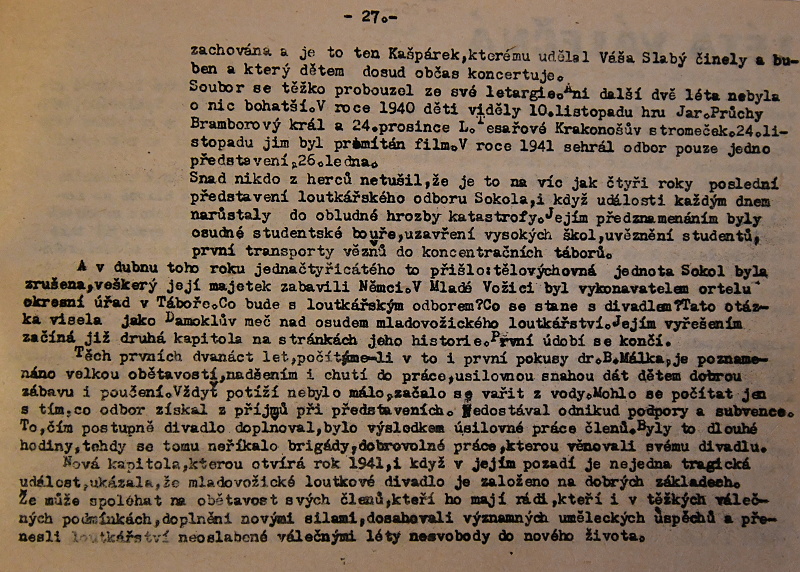 - 27.-
zachována a je to ten Kašpárek,kterému udělal Váša Slabý činely a bu-
ben a který dětem dosud občas koncertuje.
Soubor se těžko probouzel ze své letargie.Ani další dvě léta nebyla
o nic bohatší.V roce 1940 děti viděly 10.listopadu hru Jar.Průchy
Bramborový král a 24.prosince L.Tesařové Krakonošův stromeček.24.li-
stopadu jim byl promítán film.V roce 1941 sehrál odbor pouze jedno
představení,26.ledna.
Snad nikdo z herců netušil,že je to na víc jak čtyři roky poslední
představení loutkářského odboru Sokola,i když události každým dnem
narůstaly do obludné hrozby katastrofy.Jejím předznamenáním byly
osudné studentské bouře,uzavření vysokých škol,uvěznění studentů,
první transporty vězňů do koncentračních táborů.
A v dubnu toho roku jednačtyřicátého to přišlo:tělovýchovná jednota Sokol byla
zrušena,veškerý její majetek zabavili Němci.V Mladé Vožici byl vykonavatelem ortelu
okresní úřad v Táboře.Co bude s loutkářským odborem?Co se stane s divadlem?Tato otáz-
ka visela jako Damoklův meč nad osudem mladovožického loutkářství.Jejím vyřešením
začíná již druhá kapitola na stránkách jeho historie.První údobí se končí.
Těch prvních dvanáct let,počítáme-li v to i první pokusy dr.B.Málka,je pozname-
náno velkou obětavostí,nadšením i chutí do práce,usilovnou snahou dát dětem dobrou
zábavu i poučení.Vždyt potíží nebylo málo,začalo se vařit z vody.Mohlo se počítat jen
s tím,co odbor získal z příjmů při představeních. Nedostával odnikud podpory a subvence.
To,čím postupně divadlo doplnoval,bylo výsledkem úsilovné práce členů.Byly to dlouhé
hodiny,tehdy se tomu neříkalo brigády,dobrovolné práce,kterou věnovali svému divadlu.
Nová kapitola,kterou otvírá rok 1941,i když v jejím pozadí je nejedna tragická
událost,ukázala,že mladovožické loutkové divadlo je založeno na dobrých základech.
Že může spoléhat na obětavost svých členů,kteří ho mají rádi,kteří i v těžkých váleč-
ných podmínkách,doplněni novými silami,dosahovali významných uměleckých úspěchů a pře-
nesli loutkářství neoslabené válečnými léty nesvobody do nového života.